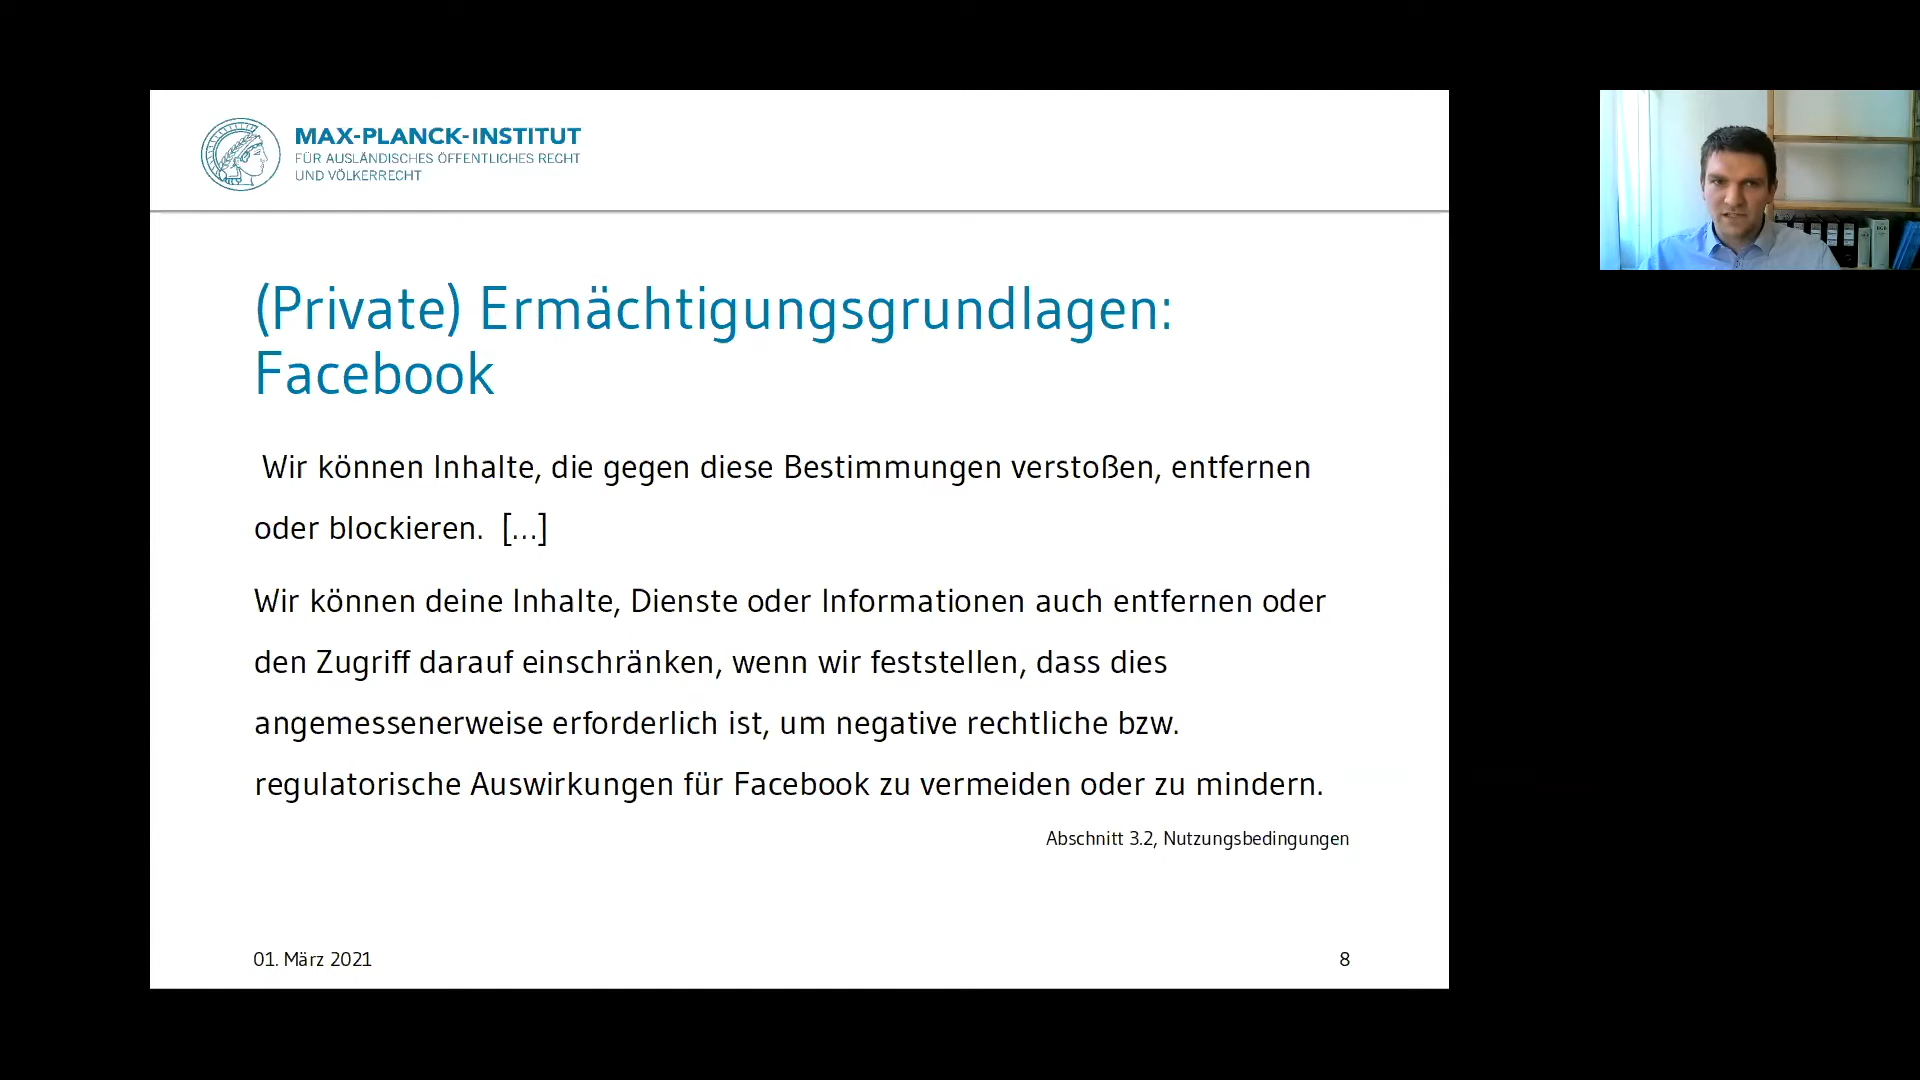 MAX-PLANCK-INSTITUT
FÜR AUSLÄNDISCHES ÖFFENTLICHES RECHT
UND VÖLKERRECHT
(Private) Ermächtigungsgrundlagen:
Facebook
Wir können Inhalte, die gegen diese Bestimmungen verstoßen, entfernen
oder blockieren. […]
Wir können deine Inhalte, Dienste oder Informationen auch entfernen oder
den Zugriff darauf einschränken, wenn wir feststellen, dass dies
angemessenerweise erforderlich ist, um negative rechtliche bzw.
regulatorische Auswirkungen für Facebook zu vermeiden oder zu mindern.
Abschnitt 3.2, Nutzungsbedingungen
01. März 2021
8